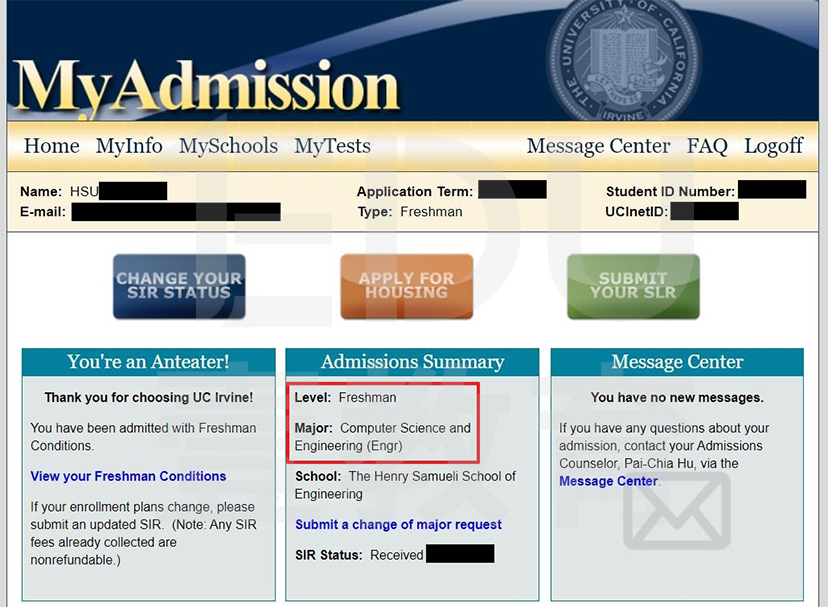 THE UNIVERSITY OF CALIFORNIA
IRVINE
MyAdmission
Home MyInfo MySchools MyTests Message Center FAQ Logoff
Name: HSU Application Term: Student ID Number:
E-mail: Type: Freshman UCInetID:
CHANGE YOUR
SIR STATUS
APPLY FOR
HOUSING
SUBMIT
YOUR SLR
You're an Anteater!
Thank you for choosing UC Irvine!
You have been admitted with Freshman
Conditions.
View your Freshman Conditions
If your enrollment plans change, please
submit an updated SIR. (Note: Any SIR
fees already collected are
nonrefundable.)
Admissions Summary
Level: Freshman
Major: Computer Science and
Engineering (Engr)
School: The Henry Samueli School of
Engineering
Submit a change of major request
SIR Status: Received
Message Center
You have no new messages.
If you have any questions about your
admission, contact your Admissions
Counselor, Pai-Chia Hu, via the
Message Center.
EDU